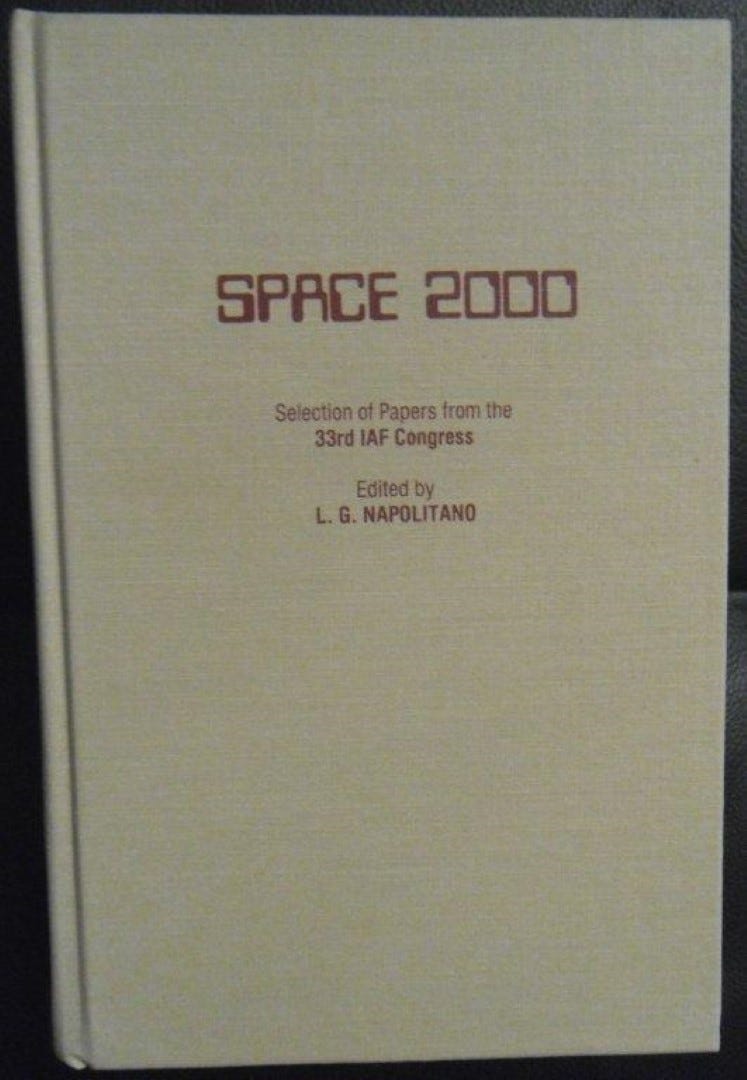 SPACE 2000
Selection of Papers from the
33rd IAF Congress
Edited by
L. G. NAPOLITANO